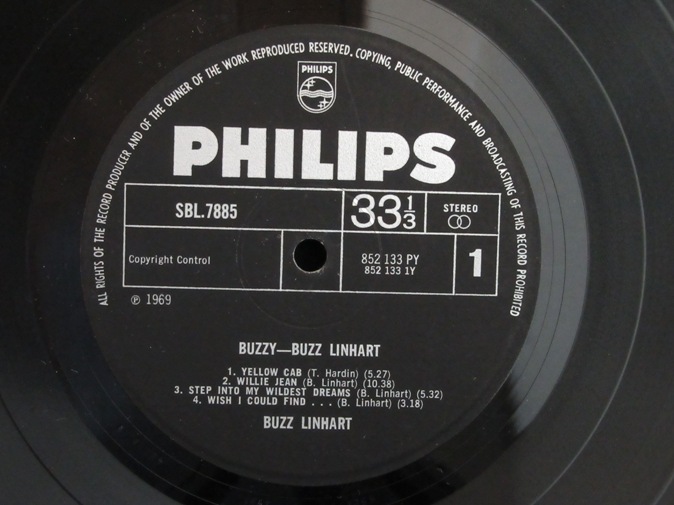 ALL RIGHTS OF THE RECORD PRODUCER AND OF THE OWNER OF THE WORK REPRODUCED RESERVED. COPYING, PUBLIC PERFORMANCE AND BROADCASTING OF THIS RECORD PROHIBITED
PHILIPS
PHILIPS
SBL.7885
33⅓
STEREO
Copyright Control
852 133 PY
852 133 1Y
1
℗ 1969
BUZZY—BUZZ LINHART
1. YELLOW CAB (T. Hardin) (5.27)
2. WILLIE JEAN (B. Linhart) (10.38)
3. STEP INTO MY WILDEST DREAMS (B. Linhart) (5.32)
4. WISH I COULD FIND . . . (B. Linhart) (3.18)
BUZZ LINHART